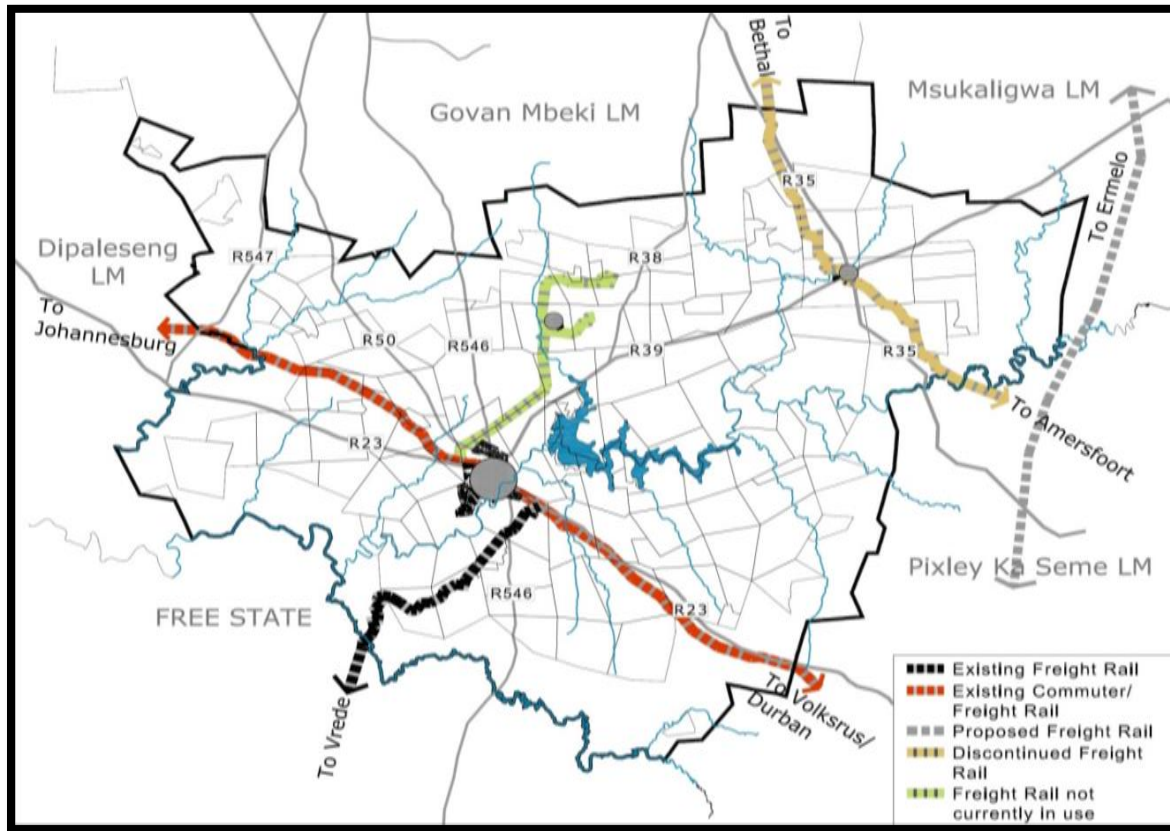 To
Bethal
Msukaligwa LM
Govan Mbeki LM
To Ermelo
R35
Dipaleseng
LM
R547
R38
To
Johannesburg
R50
R546
R39
R35
To Amersfoort
R23
Pixley Ka Seme LM
R546
FREE STATE
R23
To Vrede
To Volksrus/
Durban
Existing Freight Rail
Existing Commuter/
Freight Rail
Proposed Freight Rail
Discontinued Freight
Rail
Freight Rail not
currently in use